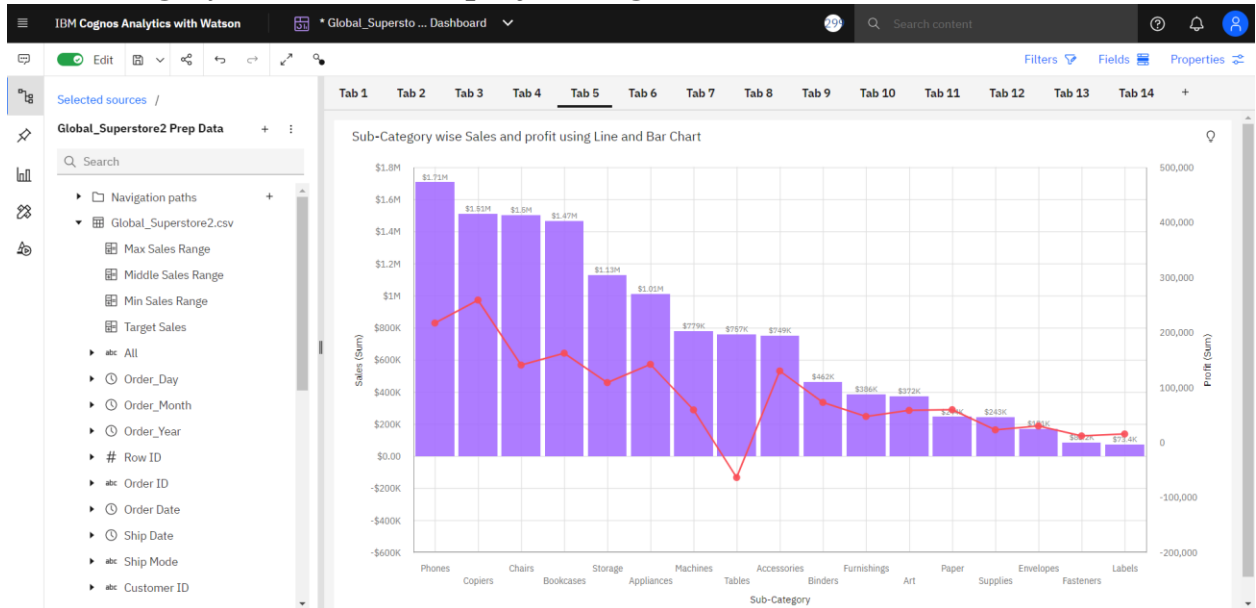 IBM Cognos Analytics with Watson
* Global_Supersto ... Dashboard
299
Search content
Edit
Filters
Fields
Properties
Selected sources /
Global_Superstore2 Prep Data
Search
Navigation paths
Global_Superstore2.csv
Max Sales Range
Middle Sales Range
Min Sales Range
Target Sales
abc All
Order_Day
Order_Month
Order_Year
# Row ID
abc Order ID
Order Date
Ship Date
abc Ship Mode
abc Customer ID
Tab 1 Tab 2 Tab 3 Tab 4 Tab 5 Tab 6 Tab 7 Tab 8 Tab 9 Tab 10 Tab 11 Tab 12 Tab 13 Tab 14 +
Sub-Category wise Sales and profit using Line and Bar Chart
Sales (Sum)
$1.8M
$1.6M
$1.4M
$1.2M
$1M
$800K
$600K
$400K
$200K
$0.00
-$200K
-$400K
-$600K
$1.71M
$1.51M
$1.5M
$1.47M
$1.13M
$1.01M
$779K
$757K
$749K
$462K
$386K
$372K
$243K
$73.4K
500,000
400,000
300,000
200,000
100,000
0
-100,000
-200,000
Profit (Sum)
Phones Chairs Storage Machines Accessories Furnishings Paper Envelopes Labels
Copiers Bookcases Appliances Tables Binders Art Supplies Fasteners
Sub-Category